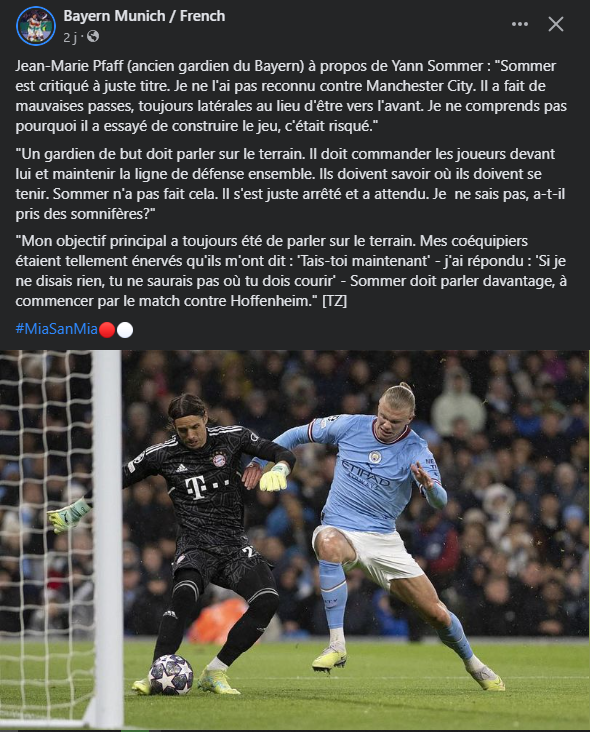 Bayern Munich / French
2 j ·
Jean-Marie Pfaff (ancien gardien du Bayern) à propos de Yann Sommer : "Sommer
est critiqué à juste titre. Je ne l'ai pas reconnu contre Manchester City. Il a fait de
mauvaises passes, toujours latérales au lieu d'être vers l'avant. Je ne comprends pas
pourquoi il a essayé de construire le jeu, c'était risqué."
"Un gardien de but doit parler sur le terrain. Il doit commander les joueurs devant
lui et maintenir la ligne de défense ensemble. Ils doivent savoir où ils doivent se
tenir. Sommer n'a pas fait cela. Il s'est juste arrêté et a attendu. Je  ne sais pas, a-t-il
pris des somnifères?"
"Mon objectif principal a toujours été de parler sur le terrain. Mes coéquipiers
étaient tellement énervés qu'ils m'ont dit : 'Tais-toi maintenant' - j'ai répondu : 'Si je
ne disais rien, tu ne saurais pas où tu dois courir' - Sommer doit parler davantage, à
commencer par le match contre Hoffenheim." [TZ]
#MiaSanMia🔴⚪
T
ETIHAD